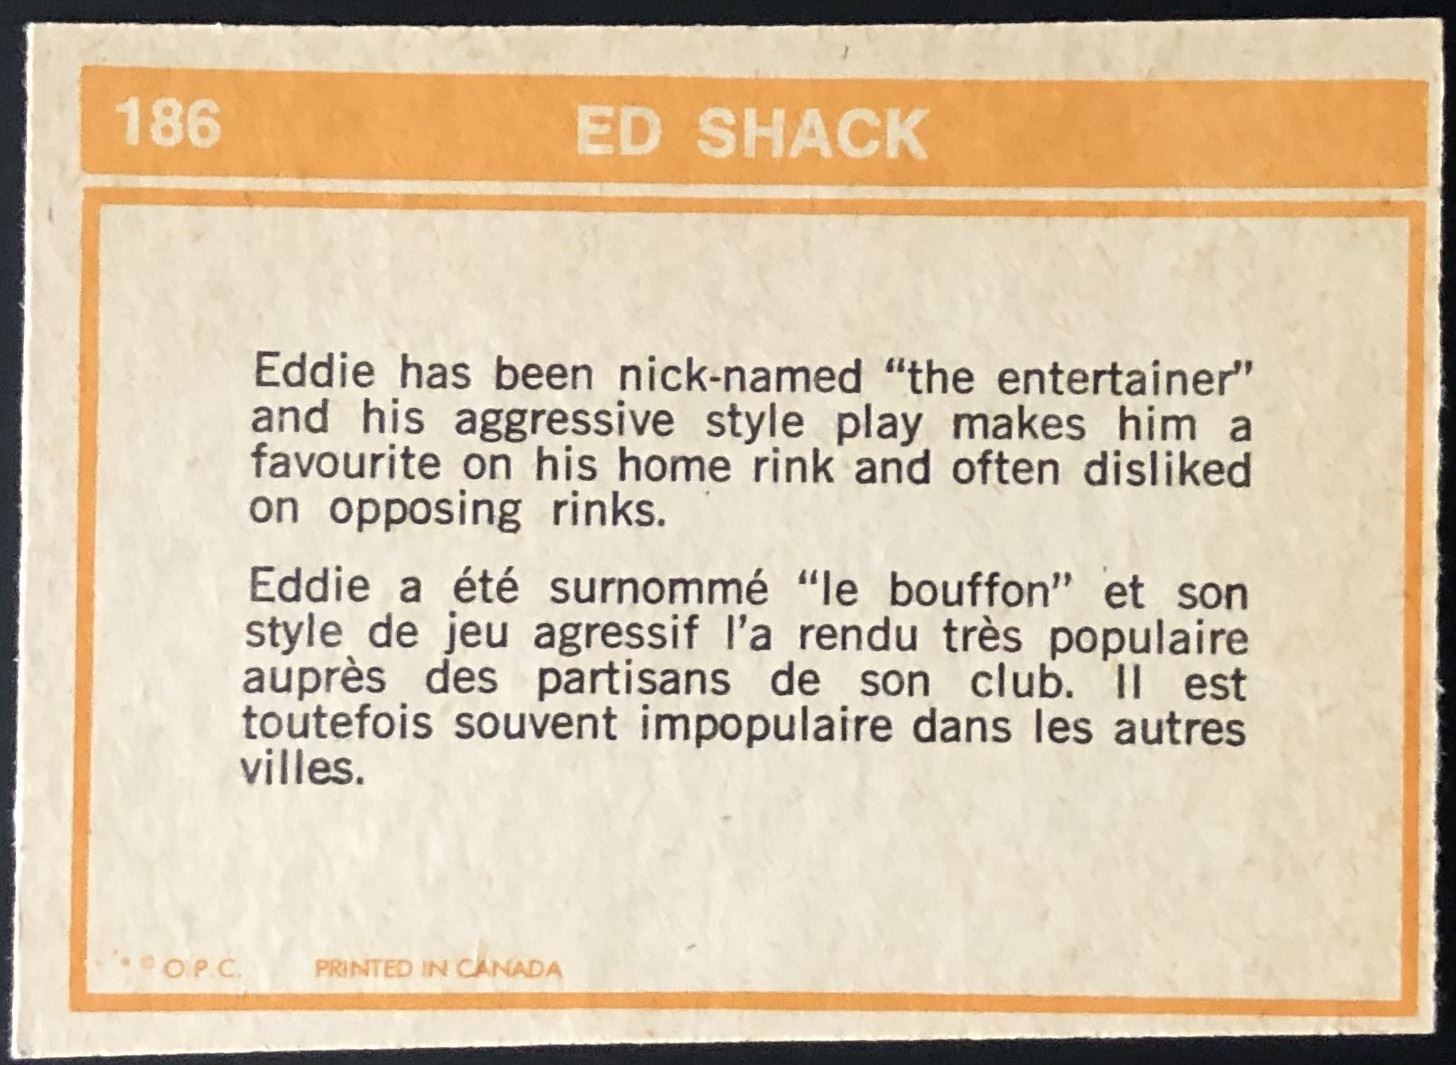 186 ED SHACK
Eddie has been nick-named “the entertainer”
and his aggressive style play makes him a
favourite on his home rink and often disliked
on opposing rinks.
Eddie a été surnommé “le bouffon” et son
style de jeu agressif l'a rendu très populaire
auprès des partisans de son club. Il est
toutefois souvent impopulaire dans les autres
villes.
© O.P.C. PRINTED IN CANADA